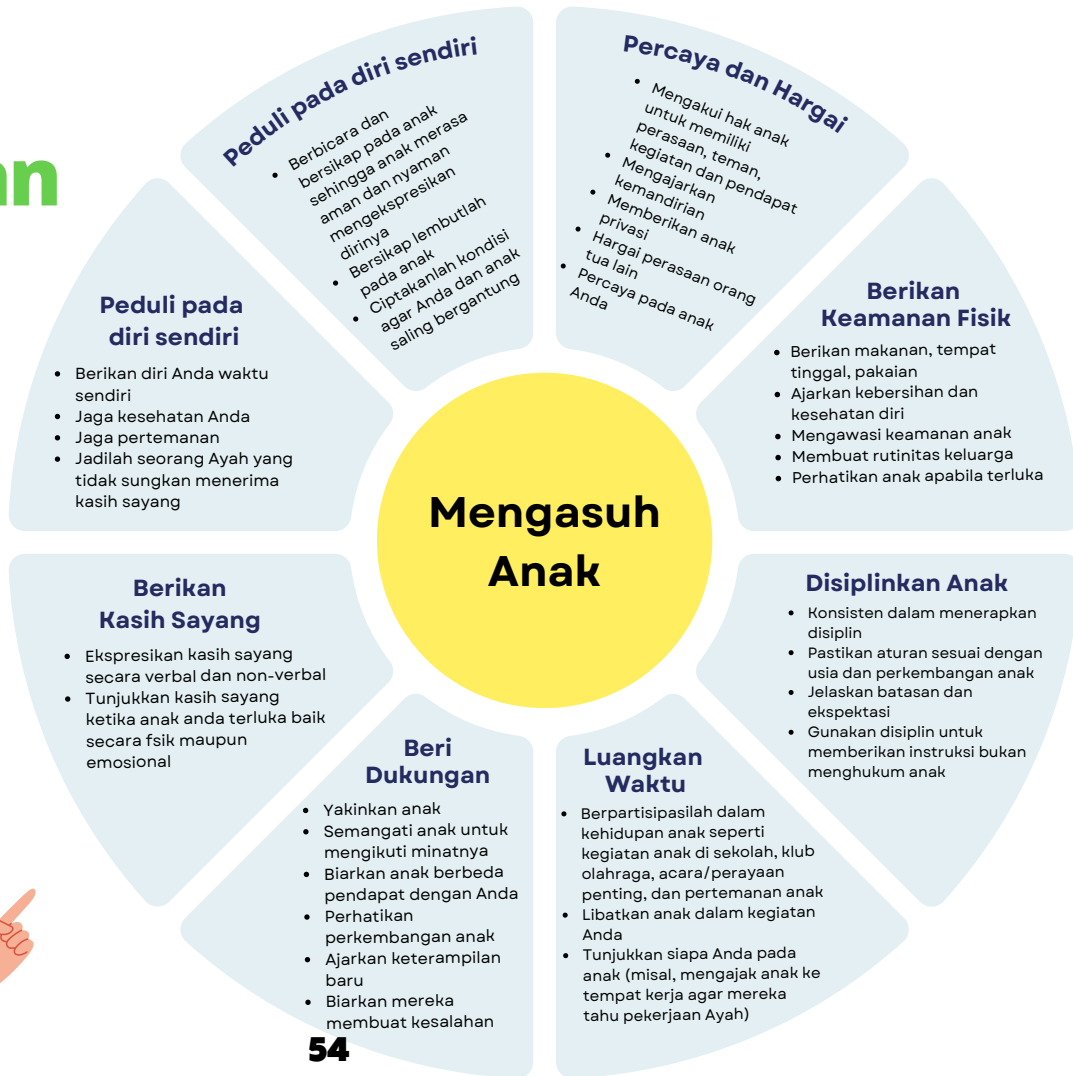 an
Peduli pada diri sendiri
• Berbicara dan
bersikap pada anak
sehingga anak merasa
aman dan nyaman
mengekspresikan
dirinya
• Bersikap lembutlah
pada anak
• Ciptakanlah kondisi
agar Anda dan anak
saling bergantung
Percaya dan Hargai
• Mengakui hak anak
untuk memiliki
perasaan, teman,
kegiatan dan pendapat
• Mengajarkan
kemandirian
• Memberikan anak
privasi
• Hargai perasaan orang
tua lain
• Percaya pada anak
Anda
Berikan
Keamanan Fisik
• Berikan makanan, tempat
tinggal, pakaian
• Ajarkan kebersihan dan
kesehatan diri
• Mengawasi keamanan anak
• Membuat rutinitas keluarga
• Perhatikan anak apabila terluka
Disiplinkan Anak
• Konsisten dalam menerapkan
disiplin
• Pastikan aturan sesuai dengan
usia dan perkembangan anak
• Jelaskan batasan dan
ekspektasi
• Gunakan disiplin untuk
memberikan instruksi bukan
menghukum anak
Luangkan
Waktu
• Berpartisipasilah dalam
kehidupan anak seperti
kegiatan anak di sekolah, klub
olahraga, acara/perayaan
penting, dan pertemanan anak
• Libatkan anak dalam kegiatan
Anda
• Tunjukkan siapa Anda pada
anak (misal, mengajak anak ke
tempat kerja agar mereka
tahu pekerjaan Ayah)
Beri
Dukungan
• Yakinkan anak
• Semangati anak untuk
mengikuti minatnya
• Biarkan anak berbeda
pendapat dengan Anda
• Perhatikan
perkembangan anak
• Ajarkan keterampilan
baru
• Biarkan mereka
membuat kesalahan
Berikan
Kasih Sayang
• Ekspresikan kasih sayang
secara verbal dan non-verbal
• Tunjukkan kasih sayang
ketika anak anda terluka baik
secara fsik maupun
emosional
Peduli pada
diri sendiri
• Berikan diri Anda waktu
sendiri
• Jaga kesehatan Anda
• Jaga pertemanan
• Jadilah seorang Ayah yang
tidak sungkan menerima
kasih sayang
Mengasuh
Anak
54